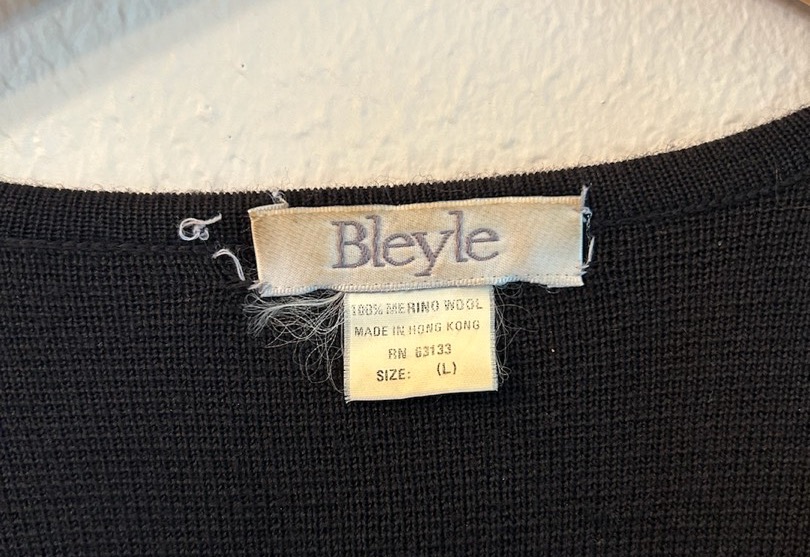 Bleyle
100% MERINO WOOL
MADE IN HONG KONG
RN 63133
SIZE: (L)